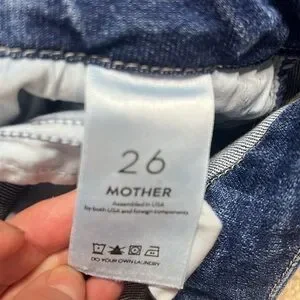 26
MOTHER
Assembled in USA
by both USA and foreign components
DO YOUR OWN LAUNDRY